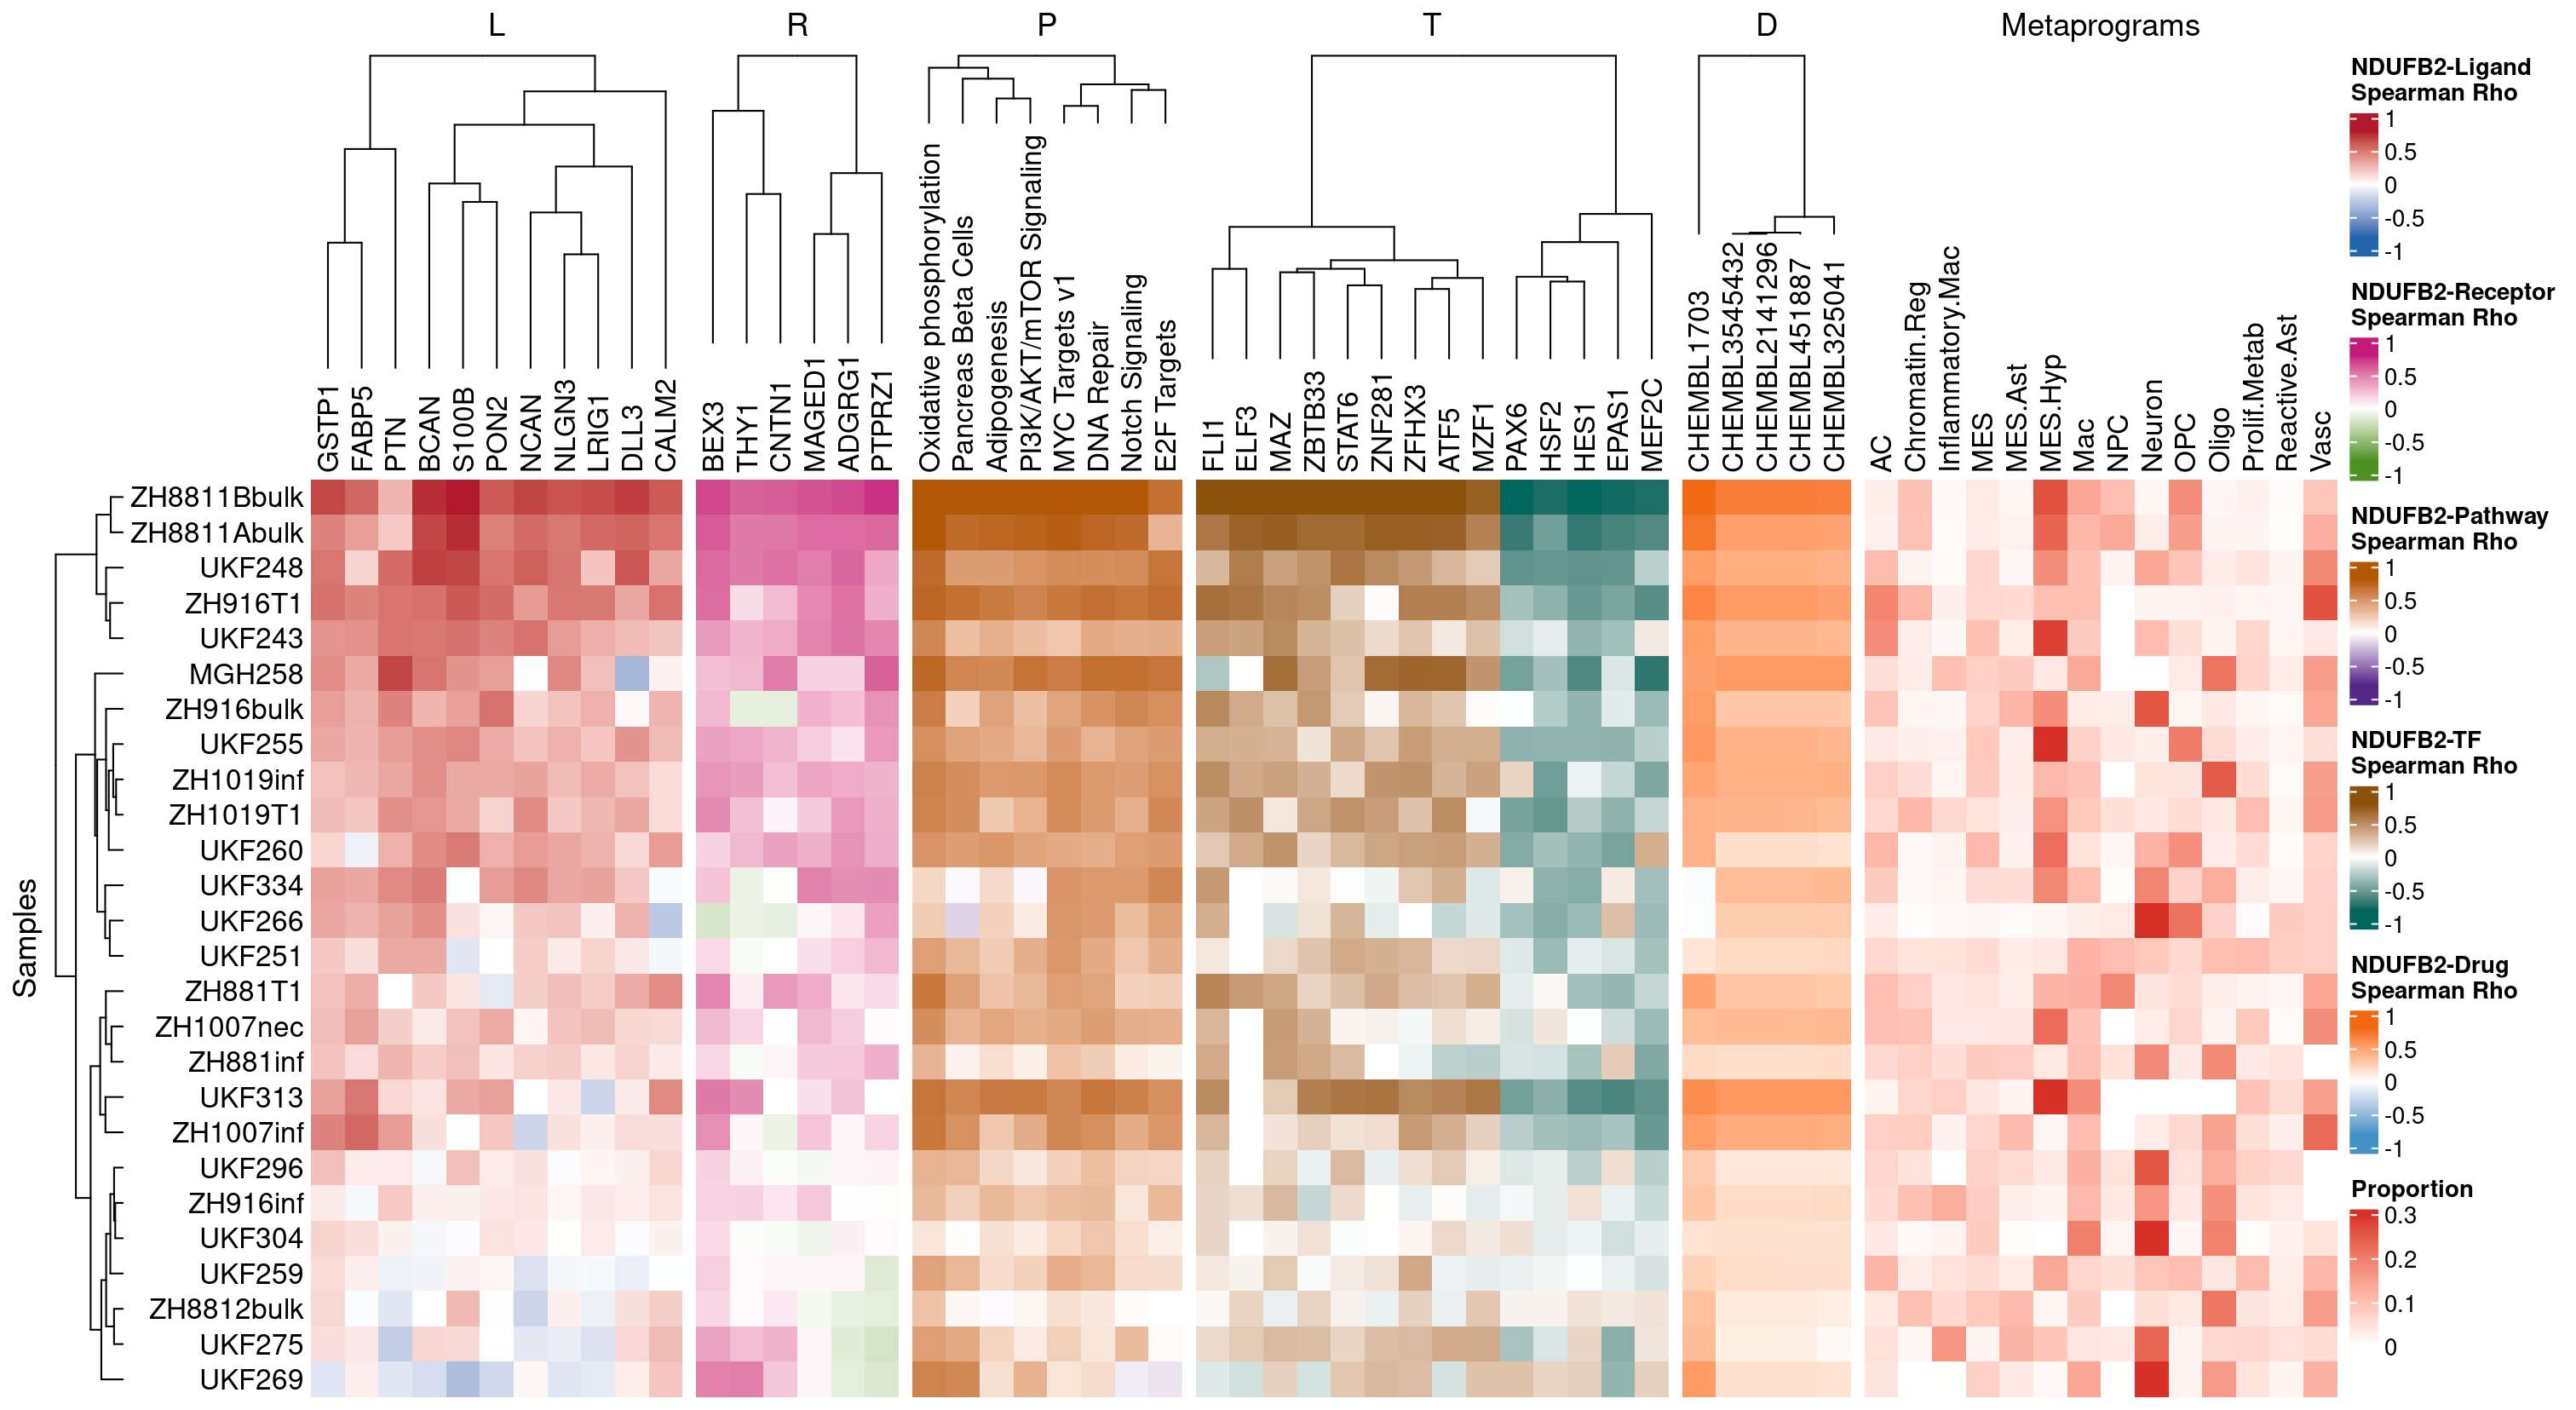 L R P T D Metaprograms
GSTP1
FABP5
PTN
BCAN
S100B
PON2
NCAN
NLGN3
LRIG1
DLL3
CALM2
BEX3
THY1
CNTN1
MAGED1
ADGRG1
PTPRZ1
Oxidative phosphorylation
Pancreas Beta Cells
Adipogenesis
PI3K/AKT/mTOR Signaling
MYC Targets v1
DNA Repair
Notch Signaling
E2F Targets
FLI1
ELF3
MAZ
ZBTB33
STAT6
ZNF281
ZFHX3
ATF5
MZF1
PAX6
HSF2
HES1
EPAS1
MEF2C
CHEMBL1703
CHEMBL3545432
CHEMBL2141296
CHEMBL451887
CHEMBL325041
AC
Chromatin.Reg
Inflammatory.Mac
MES
MES.Ast
MES.Hyp
Mac
NPC
Neuron
OPC
Oligo
Prolif.Metab
Reactive.Ast
Vasc
Samples
ZH8811Bbulk
ZH8811Abulk
UKF248
ZH916T1
UKF243
MGH258
ZH916bulk
UKF255
ZH1019inf
ZH1019T1
UKF260
UKF334
UKF266
UKF251
ZH881T1
ZH1007nec
ZH881inf
UKF313
ZH1007inf
UKF296
ZH916inf
UKF304
UKF259
ZH8812bulk
UKF275
UKF269
NDUFB2-Ligand
Spearman Rho
1
0.5
0
-0.5
-1
NDUFB2-Receptor
Spearman Rho
1
0.5
0
-0.5
-1
NDUFB2-Pathway
Spearman Rho
1
0.5
0
-0.5
-1
NDUFB2-TF
Spearman Rho
1
0.5
0
-0.5
-1
NDUFB2-Drug
Spearman Rho
1
0.5
0
-0.5
-1
Proportion
0.3
0.2
0.1
0